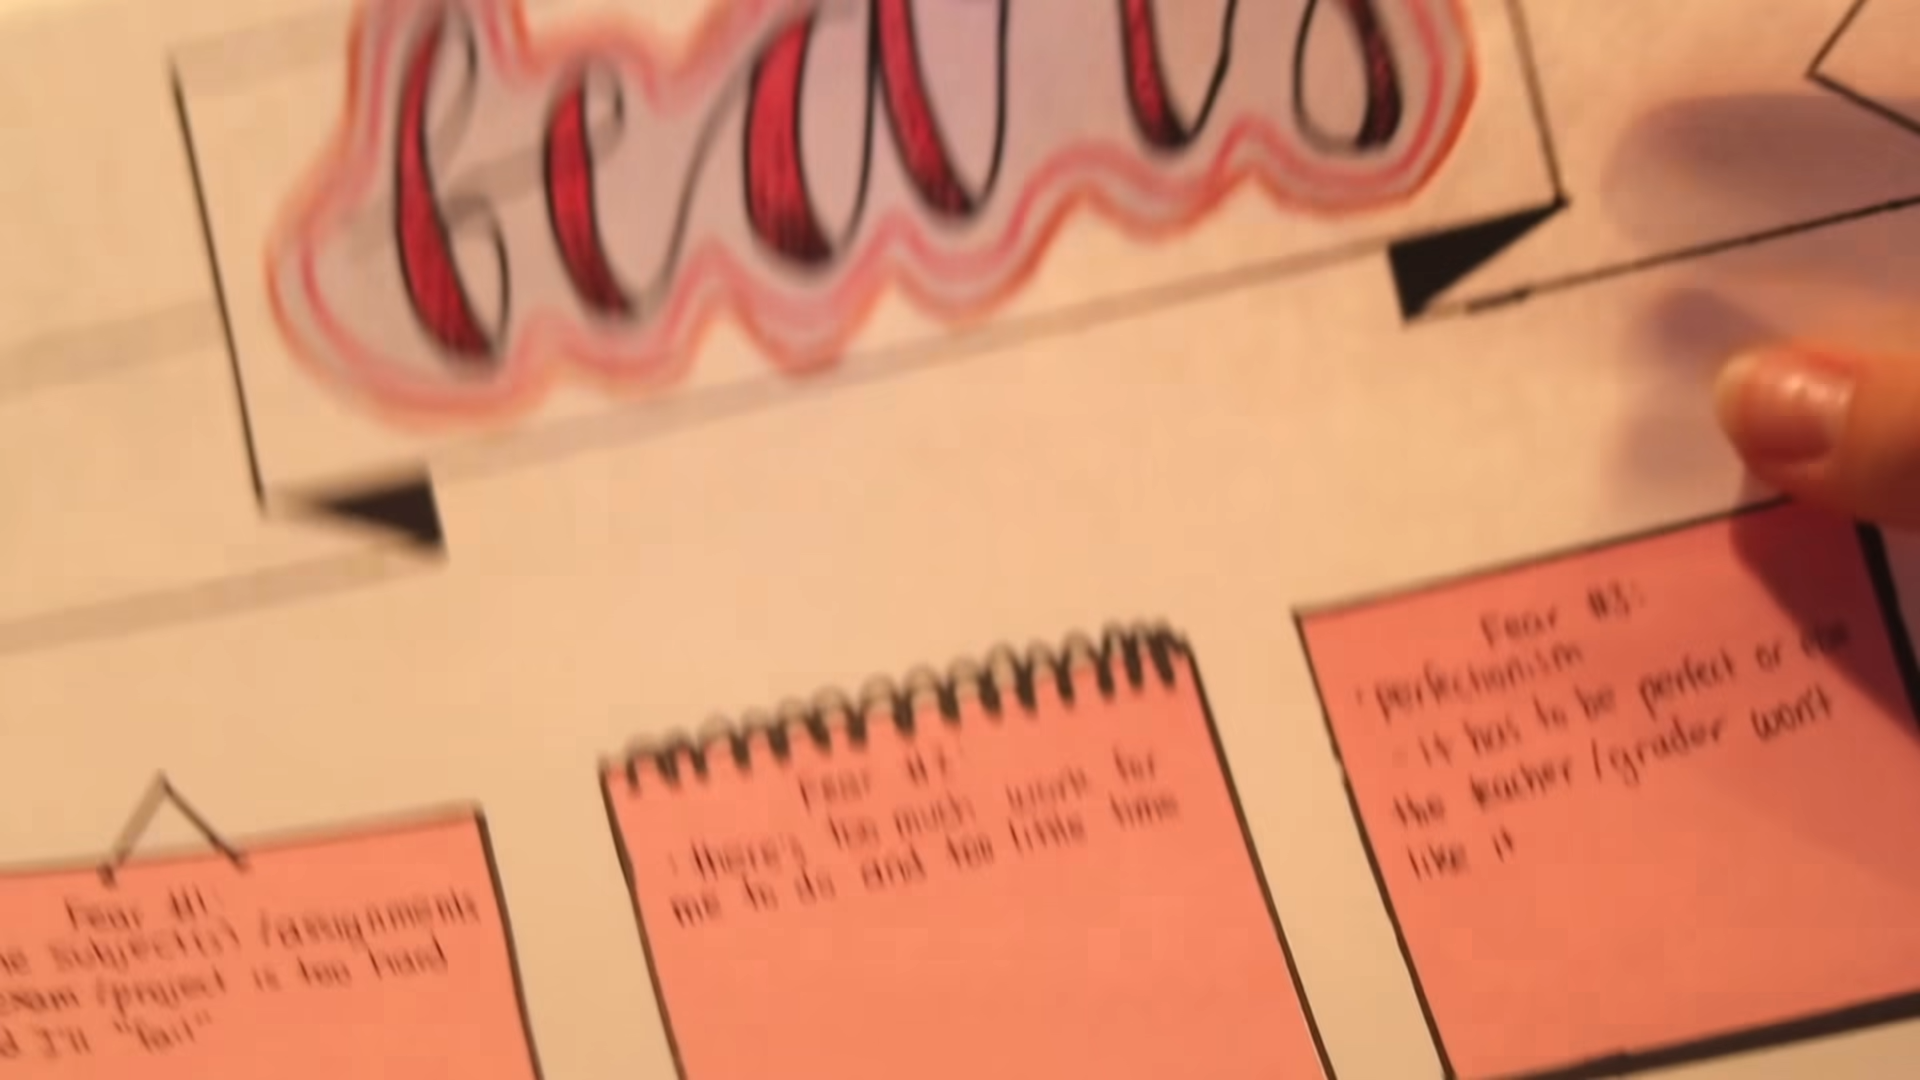 fears
Fear #1:
subject(s) /assignments
exam /project is too hard
I'll "fail"
Fear #2:
· there's too much work for
me to do and too little time
Fear #3:
· perfectionism
- it has to be perfect or
the teacher /grader won't
like it